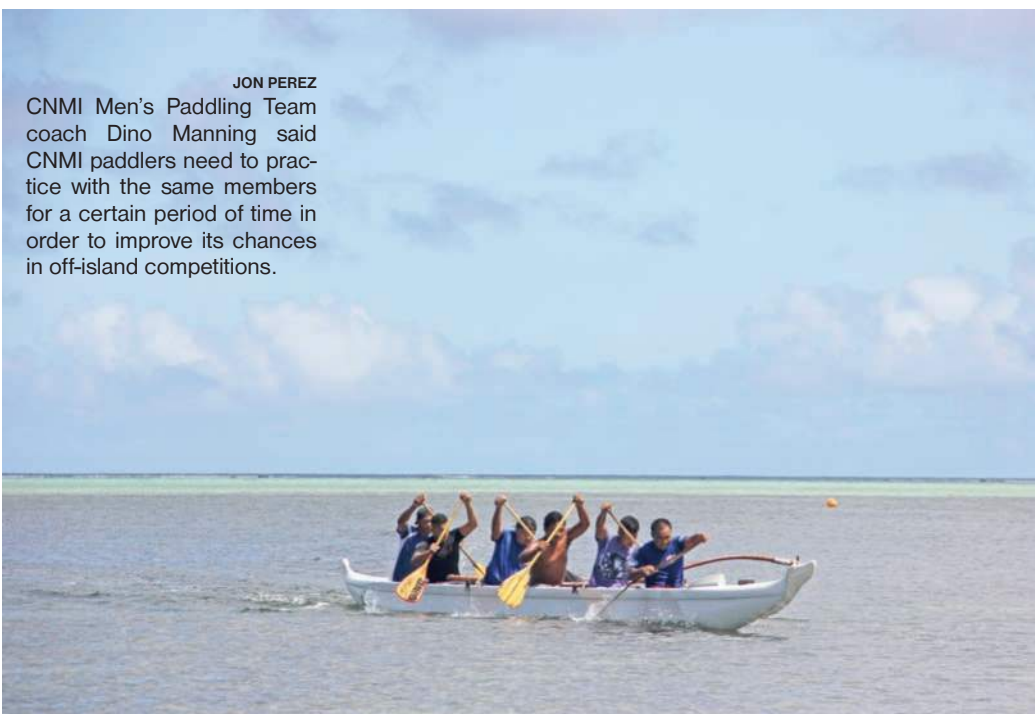 JON PEREZ
CNMI Men's Paddling Team
coach Dino Manning said
CNMI paddlers need to prac-
tice with the same members
for a certain period of time in
order to improve its chances
in off-island competitions.